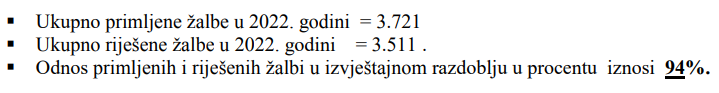 ▪ Ukupno primljene žalbe u 2022. godini = 3.721
▪ Ukupno riješene žalbe u 2022. godini = 3.511 .
▪ Odnos primljenih i riješenih žalbi u izvještajnom razdoblju u procentu iznosi 94%.